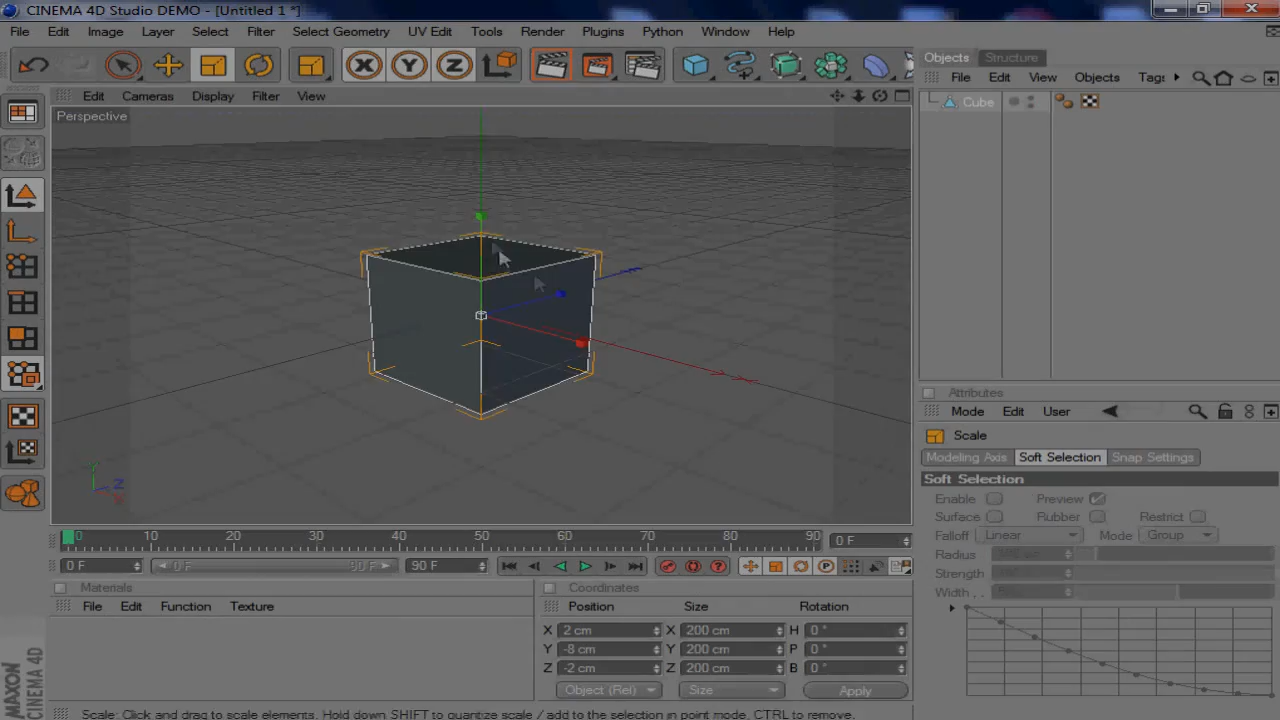 CINEMA 4D Studio DEMO - [Untitled 1 *]
File Edit Image Layer Select Filter Select Geometry UV Edit Tools Render Plugins Python Window Help
X Y Z
Objects Structure
File Edit View Objects Tags
Cube
Edit Cameras Display Filter View
Perspective
Y Z X
Attributes
Mode Edit User
Scale
Modeling Axis Soft Selection Snap Settings
Soft Selection
Enable Preview
Surface Rubber Restrict
Falloff Linear Mode Group
Radius
Strength
Width . .
0 10 20 30 40 50 60 70 80 90 0 F
0 F 0 F 90 F 90 F
Materials
File Edit Function Texture
Coordinates
Position Size Rotation
X 2 cm X 200 cm H 0 °
Y -8 cm Y 200 cm P 0 °
Z -2 cm Z 200 cm B 0 °
Object (Rel) Size Apply
MAXON
CINEMA 4D
Scale: Click and drag to scale elements. Hold down SHIFT to quantize scale / add to the selection in point mode, CTRL to remove.